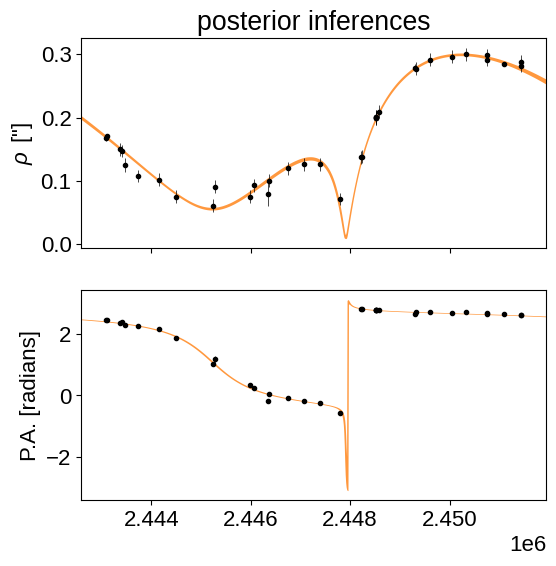 posterior inferences
0.3
0.2
0.1
0.0
ρ ["]
2
0
−2
P.A. [radians]
2.444 2.446 2.448 2.450
1e6